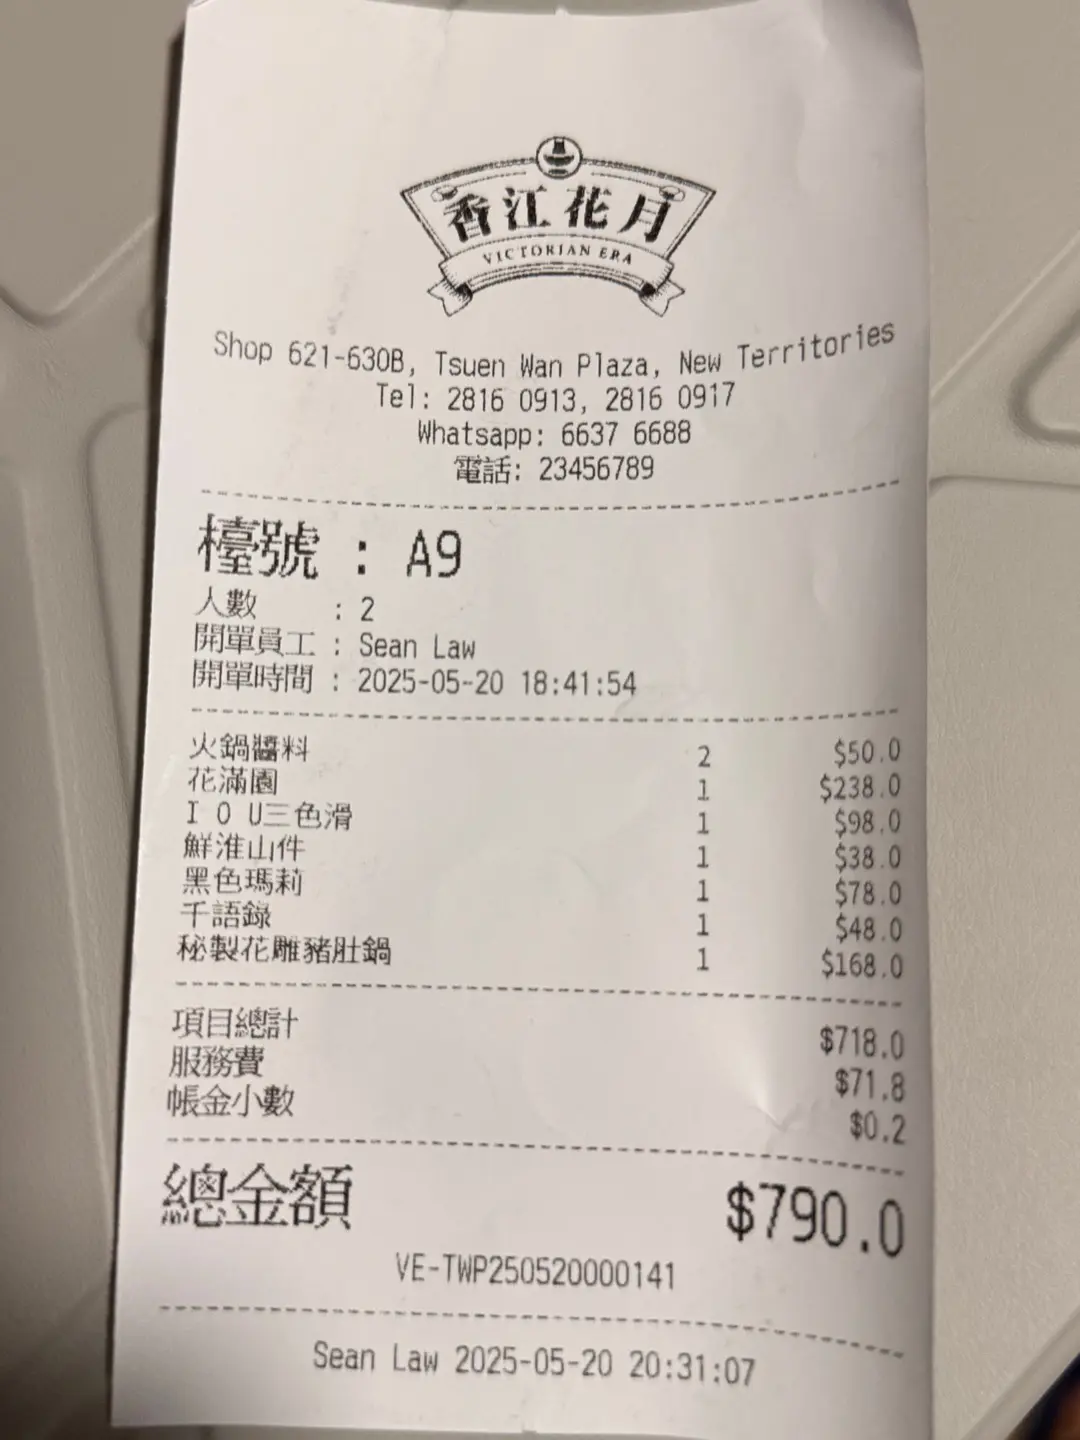 香江花月
VICTORIAN ERA
Shop 621-630B, Tsuen Wan Plaza, New Territories
Tel: 2816 0913, 2816 0917
Whatsapp: 6637 6688
電話: 23456789
檯號 : A9
人數 : 2
開單員工 : Sean Law
開單時間 : 2025-05-20 18:41:54
火鍋醬料 2 $50.0
花滿園 1 $238.0
I O U三色滑 1 $98.0
鮮淮山件 1 $38.0
黑色瑪莉 1 $78.0
千語錄 1 $48.0
秘製花雕豬肚鍋 1 $168.0
項目總計 $718.0
服務費 $71.8
帳金小數 $0.2
總金額 $790.0
VE-TWP250520000141
Sean Law 2025-05-20 20:31:07